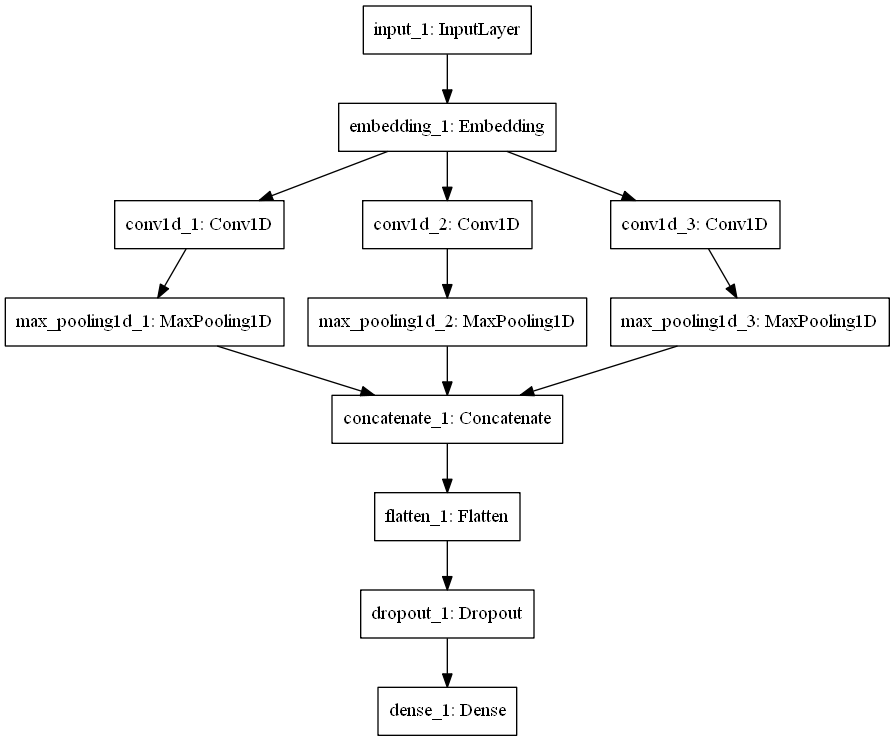 input_1: InputLayer
embedding_1: Embedding
conv1d_1: Conv1D
conv1d_2: Conv1D
conv1d_3: Conv1D
max_pooling1d_1: MaxPooling1D
max_pooling1d_2: MaxPooling1D
max_pooling1d_3: MaxPooling1D
concatenate_1: Concatenate
flatten_1: Flatten
dropout_1: Dropout
dense_1: Dense